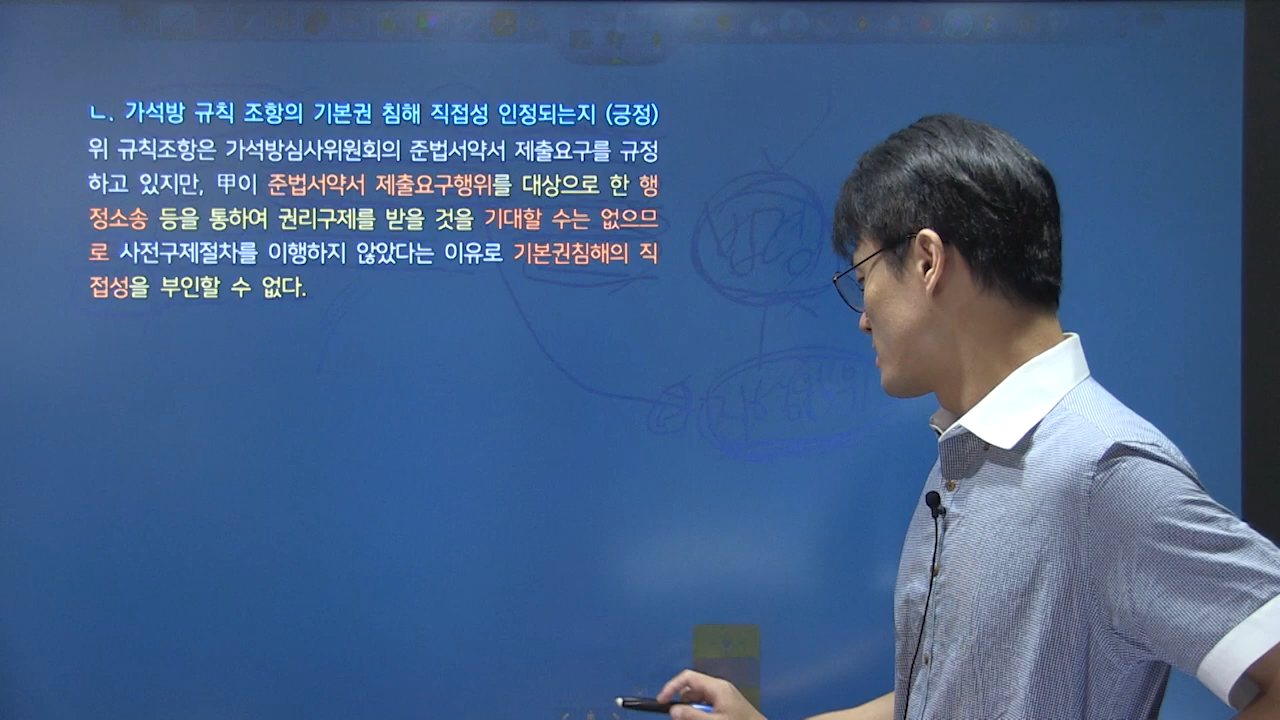 ㄴ. 가석방 규칙 조항의 기본권 침해 직접성 인정되는지 (긍정)
위 규칙조항은 가석방심사위원회의 준법서약서 제출요구를 규정
하고 있지만, 甲이 준법서약서 제출요구행위를 대상으로 한 행
정소송 등을 통하여 권리구제를 받을 것을 기대할 수는 없으므
로 사전구제절차를 이행하지 않았다는 이유로 기본권침해의 직
접성을 부인할 수 없다.
법령